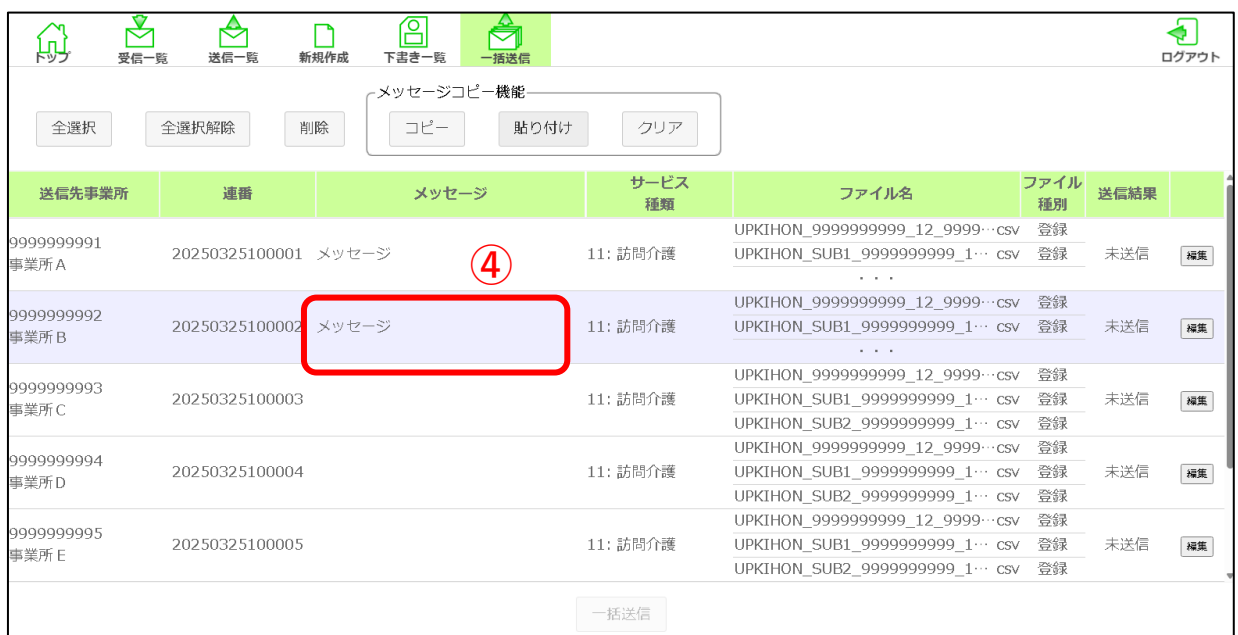 トップ 受信一覧 送信一覧 新規作成 下書き一覧 一括送信 ログアウト
メッセージコピー機能
全選択 全選択解除 削除 コピー 貼り付け クリア
送信先事業所 連番 メッセージ サービス種類 ファイル名 ファイル種別 送信結果
④
9999999991
事業所A
20250325100001 メッセージ 11: 訪問介護
UPKIHON_9999999999_12_9999…csv 登録
UPKIHON_SUB1_9999999999_1… csv 登録
・・・
未送信 編集
9999999992
事業所B
20250325100002 メッセージ 11: 訪問介護
UPKIHON_9999999999_12_9999…csv 登録
UPKIHON_SUB1_9999999999_1… csv 登録
・・・
未送信 編集
9999999993
事業所C
20250325100003 11: 訪問介護
UPKIHON_9999999999_12_9999…csv 登録
UPKIHON_SUB1_9999999999_1… csv 登録
UPKIHON_SUB2_9999999999_1… csv 登録
未送信 編集
9999999994
事業所D
20250325100004 11: 訪問介護
UPKIHON_9999999999_12_9999…csv 登録
UPKIHON_SUB1_9999999999_1… csv 登録
UPKIHON_SUB2_9999999999_1… csv 登録
未送信 編集
9999999995
事業所E
20250325100005 11: 訪問介護
UPKIHON_9999999999_12_9999…csv 登録
UPKIHON_SUB1_9999999999_1… csv 登録
UPKIHON_SUB2_9999999999_1… csv 登録
未送信 編集
一括送信